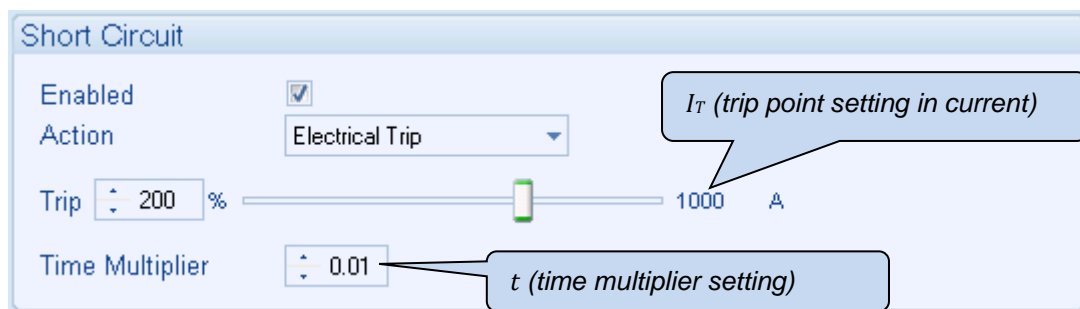 Short Circuit
Enabled
Action Electrical Trip
Trip 200 % 1000 A
Time Multiplier 0.01
I_T (trip point setting in current)
t (time multiplier setting)